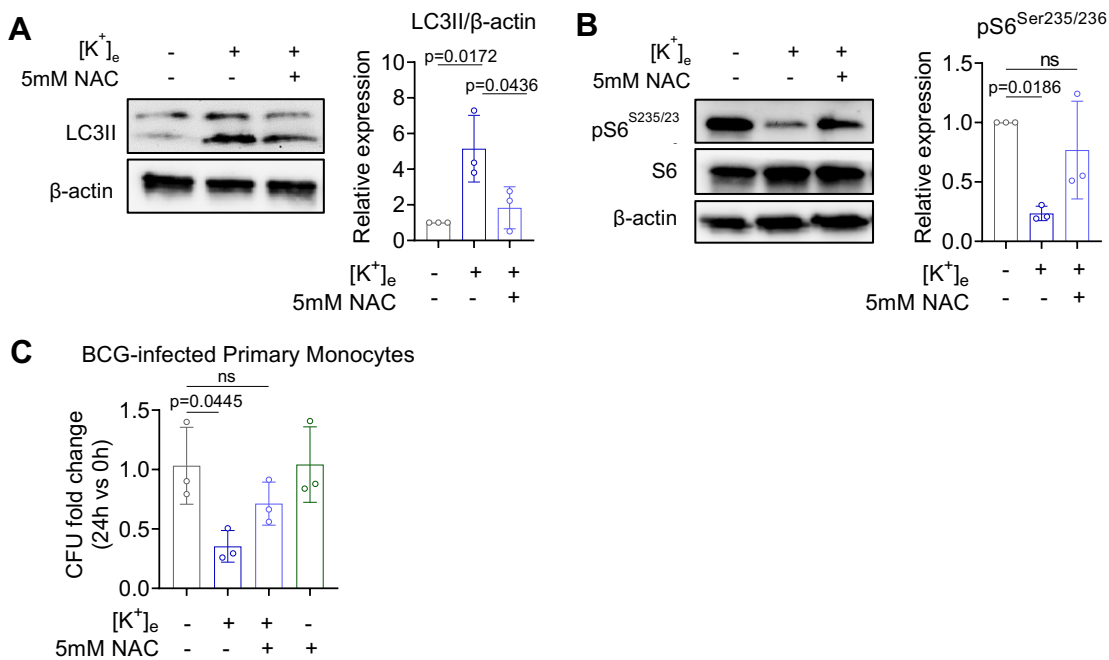 A
LC3II/β-actin
[K+]e - + +
5mM NAC - - +
LC3II
β-actin
p=0.0172
p=0.0436
Relative expression
10
8
6
4
2
0
[K+]e - + +
5mM NAC - - +
B
pS6Ser235/236
[K+]e - + +
5mM NAC - - +
pS6S235/23
S6
β-actin
ns
p=0.0186
Relative expression
1.5
1.0
0.5
0.0
[K+]e - + +
5mM NAC - - +
C
BCG-infected Primary Monocytes
ns
p=0.0445
CFU fold change
(24h vs 0h)
1.5
1.0
0.5
0.0
[K+]e - + + -
5mM NAC - - + +